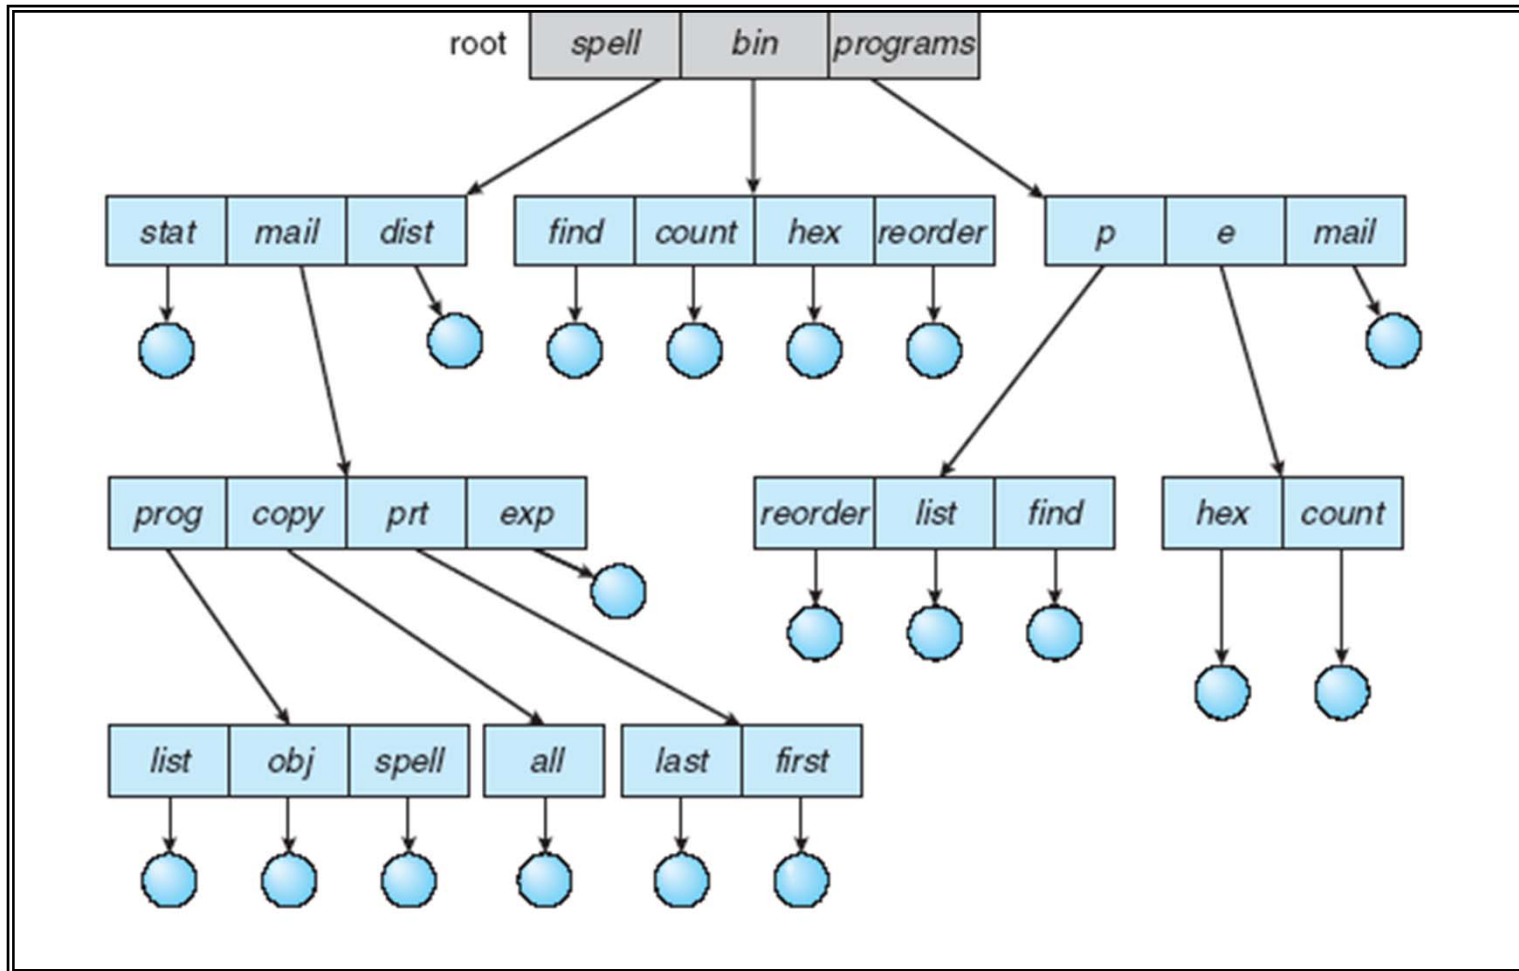 root spell bin programs
stat mail dist find count hex reorder p e mail
prog copy prt exp reorder list find hex count
list obj spell all last first